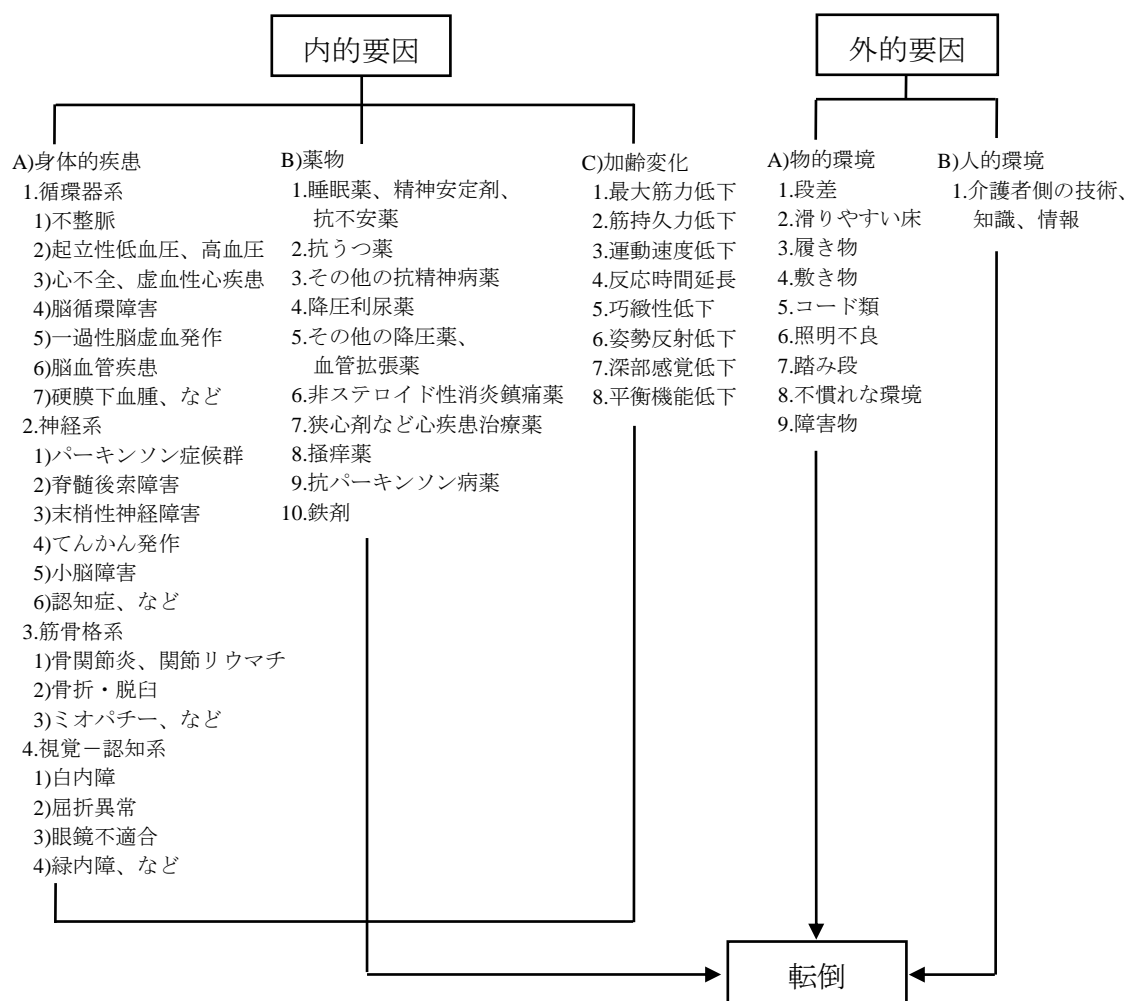 内的要因
A)身体的疾患
1.循環器系
1)不整脈
2)起立性低血圧、高血圧
3)心不全、虚血性心疾患
4)脳循環障害
5)一過性脳虚血発作
6)脳血管疾患
7)硬膜下血腫、など
2.神経系
1)パーキンソン症候群
2)脊髄後索障害
3)末梢性神経障害
4)てんかん発作
5)小脳障害
6)認知症、など
3.筋骨格系
1)骨関節炎、関節リウマチ
2)骨折・脱臼
3)ミオパチー、など
4.視覚－認知系
1)白内障
2)屈折異常
3)眼鏡不適合
4)緑内障、など
B)薬物
1.睡眠薬、精神安定剤、
抗不安薬
2.抗うつ薬
3.その他の抗精神病薬
4.降圧利尿薬
5.その他の降圧薬、
血管拡張薬
6.非ステロイド性消炎鎮痛薬
7.狭心剤など心疾患治療薬
8.掻痒薬
9.抗パーキンソン病薬
10.鉄剤
C)加齢変化
1.最大筋力低下
2.筋持久力低下
3.運動速度低下
4.反応時間延長
5.巧緻性低下
6.姿勢反射低下
7.深部感覚低下
8.平衡機能低下
外的要因
A)物的環境
1.段差
2.滑りやすい床
3.履き物
4.敷き物
5.コード類
6.照明不良
7.踏み段
8.不慣れな環境
9.障害物
B)人的環境
1.介護者側の技術、
知識、情報
転倒